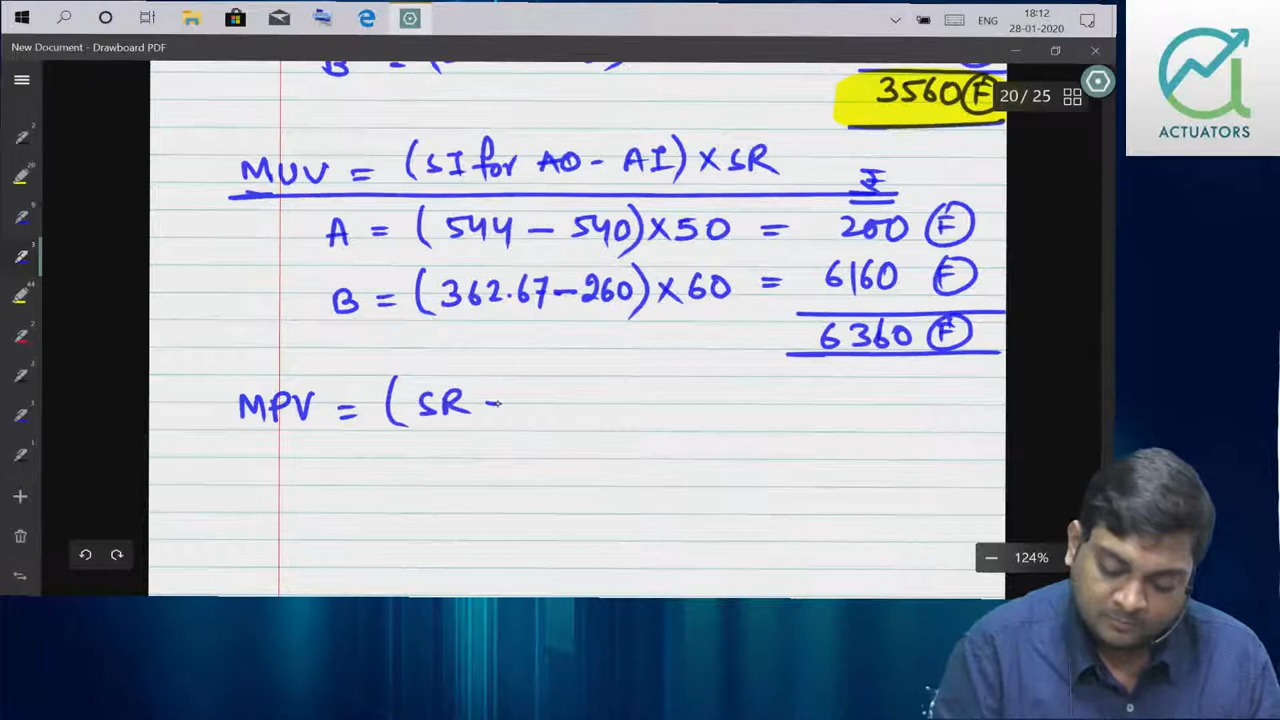 18:12
ENG
28-01-2020
New Document - Drawboard PDF
ACTUATORS
B = (
3560 F
20 / 25
MUV = (SI for AO - AI) X SR
₹
A = ( 544 - 540) X 50 = 200 F
B = ( 362.67 - 260) X 60 = 6160 F
6360 F
MPV = ( SR -
124%